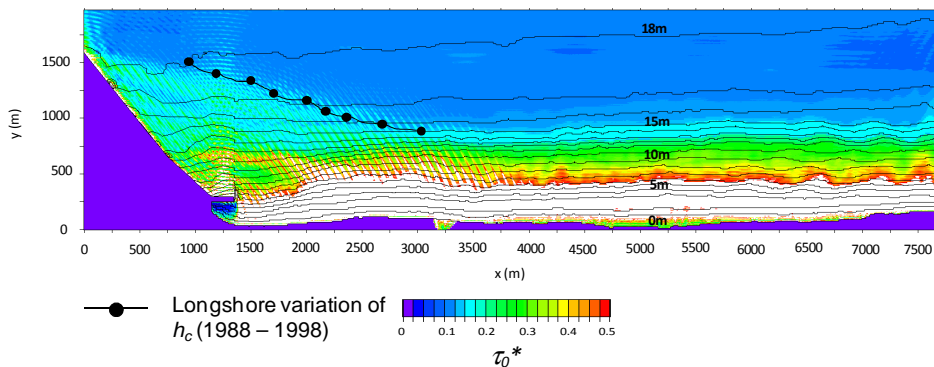 18m
15m
10m
5m
0m
y (m)
1500
1000
500
0
0 500 1000 1500 2000 2500 3000 3500 4000 4500 5000 5500 6000 6500 7000 7500
x (m)
Longshore variation of
h_c (1988 – 1998)
0 0.1 0.2 0.3 0.4 0.5
τ₀*